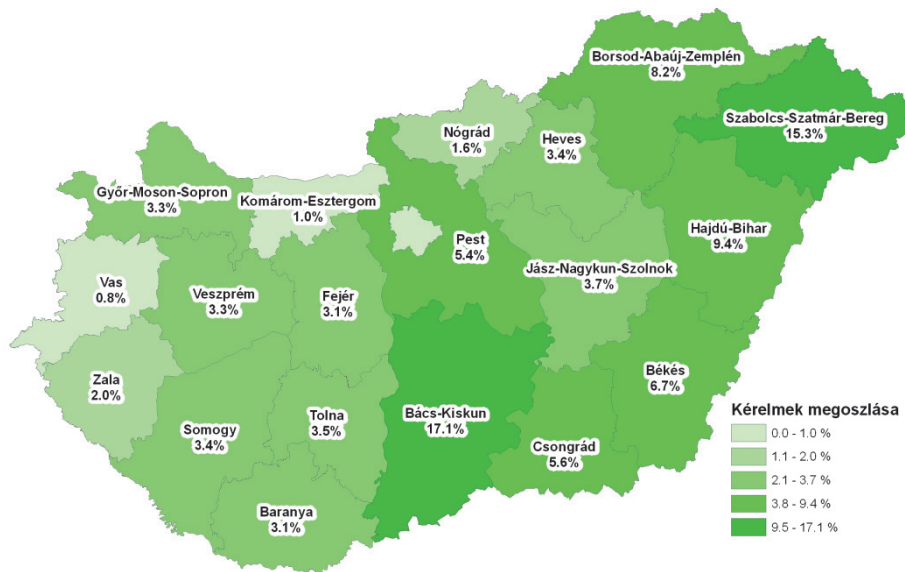 Borsod-Abaúj-Zemplén
8.2%
Szabolcs-Szatmár-Bereg
15.3%
Nógrád
1.6%
Heves
3.4%
Győr-Moson-Sopron
3.3%
Komárom-Esztergom
1.0%
Pest
5.4%
Hajdú-Bihar
9.4%
Jász-Nagykun-Szolnok
3.7%
Vas
0.8%
Veszprém
3.3%
Fejér
3.1%
Békés
6.7%
Zala
2.0%
Somogy
3.4%
Tolna
3.5%
Bács-Kiskun
17.1%
Csongrád
5.6%
Baranya
3.1%
Kérelmek megoszlása
0.0 - 1.0 %
1.1 - 2.0 %
2.1 - 3.7 %
3.8 - 9.4 %
9.5 - 17.1 %